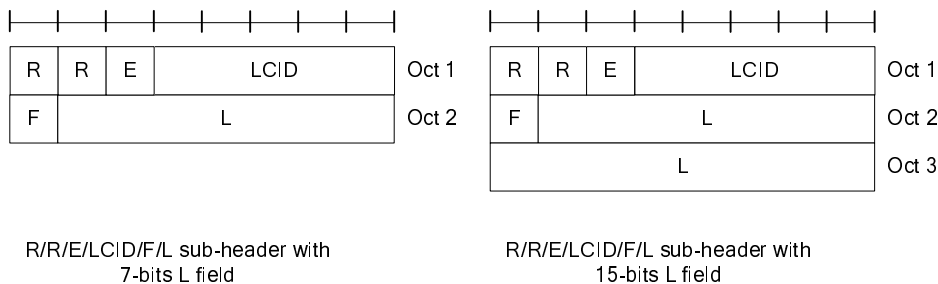 R R E LCID Oct 1
F L Oct 2
R/R/E/LCID/F/L sub-header with
7-bits L field
R R E LCID Oct 1
F L Oct 2
L Oct 3
R/R/E/LCID/F/L sub-header with
15-bits L field